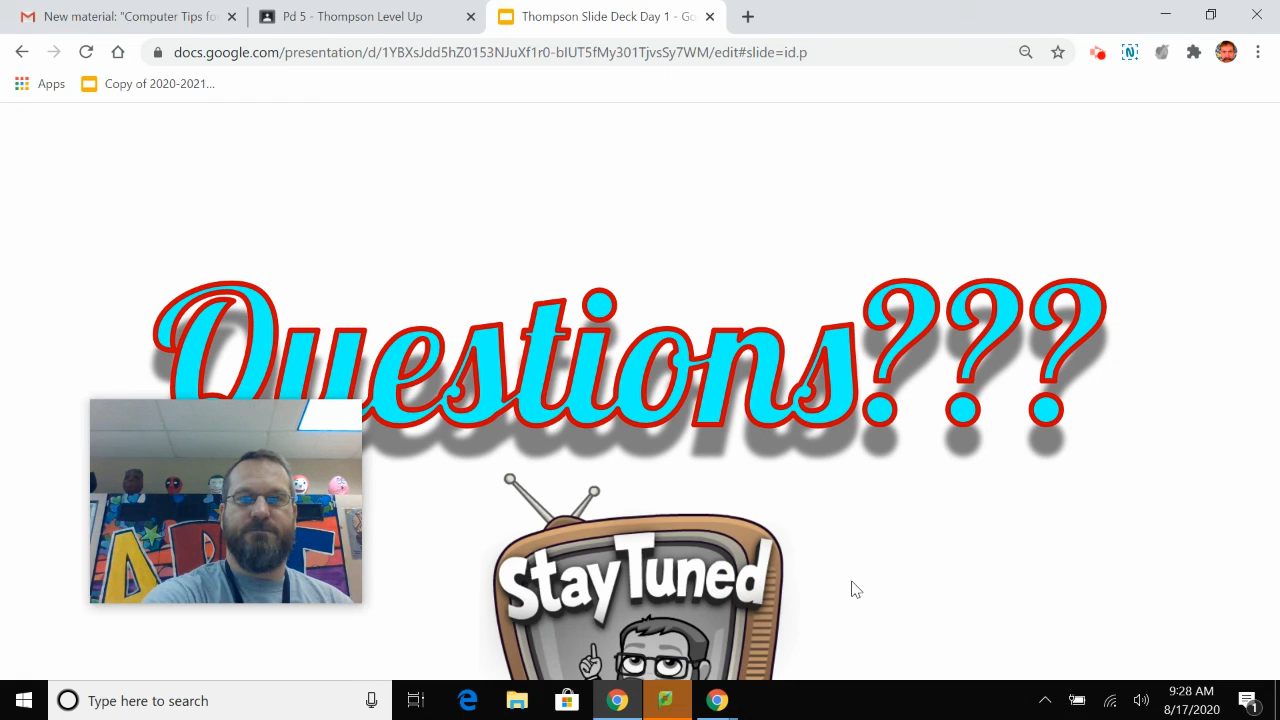 New material: "Computer Tips fo
Pd 5 - Thompson Level Up
Thompson Slide Deck Day 1 - Go
docs.google.com/presentation/d/1YBXsJdd5hZ0153NJuXf1r0-bIUT5fMy301TjvsSy7WM/edit#slide=id.p
Apps
Copy of 2020-2021...
Questions???
ART
Stay Tuned
Type here to search
9:28 AM
8/17/2020
1